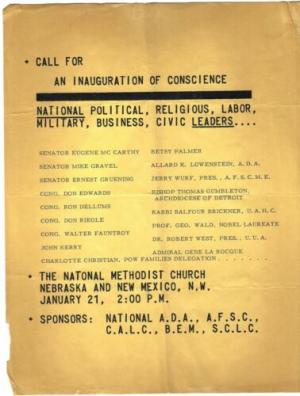 • CALL FOR
AN INAUGURATION OF CONSCIENCE
NATIONAL POLITICAL, RELIGIOUS, LABOR,
MILITARY, BUSINESS, CIVIC LEADERS....
SENATOR EUGENE MC CARTHY
SENATOR MIKE GRAVEL
SENATOR ERNEST GRUENING
CONG. DON EDWARDS
CONG. RON DELLUMS
CONG. DON RIEGLE
CONG. WALTER FAUNTROY
JOHN KERRY
BETSY PALMER
ALLARD K. LOWENSTEIN, A. D. A.
JERRY WURF, PRES., A. F. S. C. M. E.
BISHOP THOMAS GUMBLETON,
ARCHDIOCESE OF DETROIT
RABBI BALFOUR BRICKNER, U. A. H. C.
PROF. GEO. WALD, NOBEL LAUREATE
DR. ROBERT WEST, PRES., U. U. A.
ADMIRAL GENE LA ROCQUE
CHARLOTTE CHRISTIAN, POW FAMILIES DELEGATION . . . . . .
• THE NATONAL METHODIST CHURCH
NEBRASKA AND NEW MEXICO, N.W.
JANUARY 21, 2:00 P.M.
• SPONSORS: NATIONAL A.D.A., A.F.S.C.,
C.A.L.C., B.E.M., S.C.L.C.